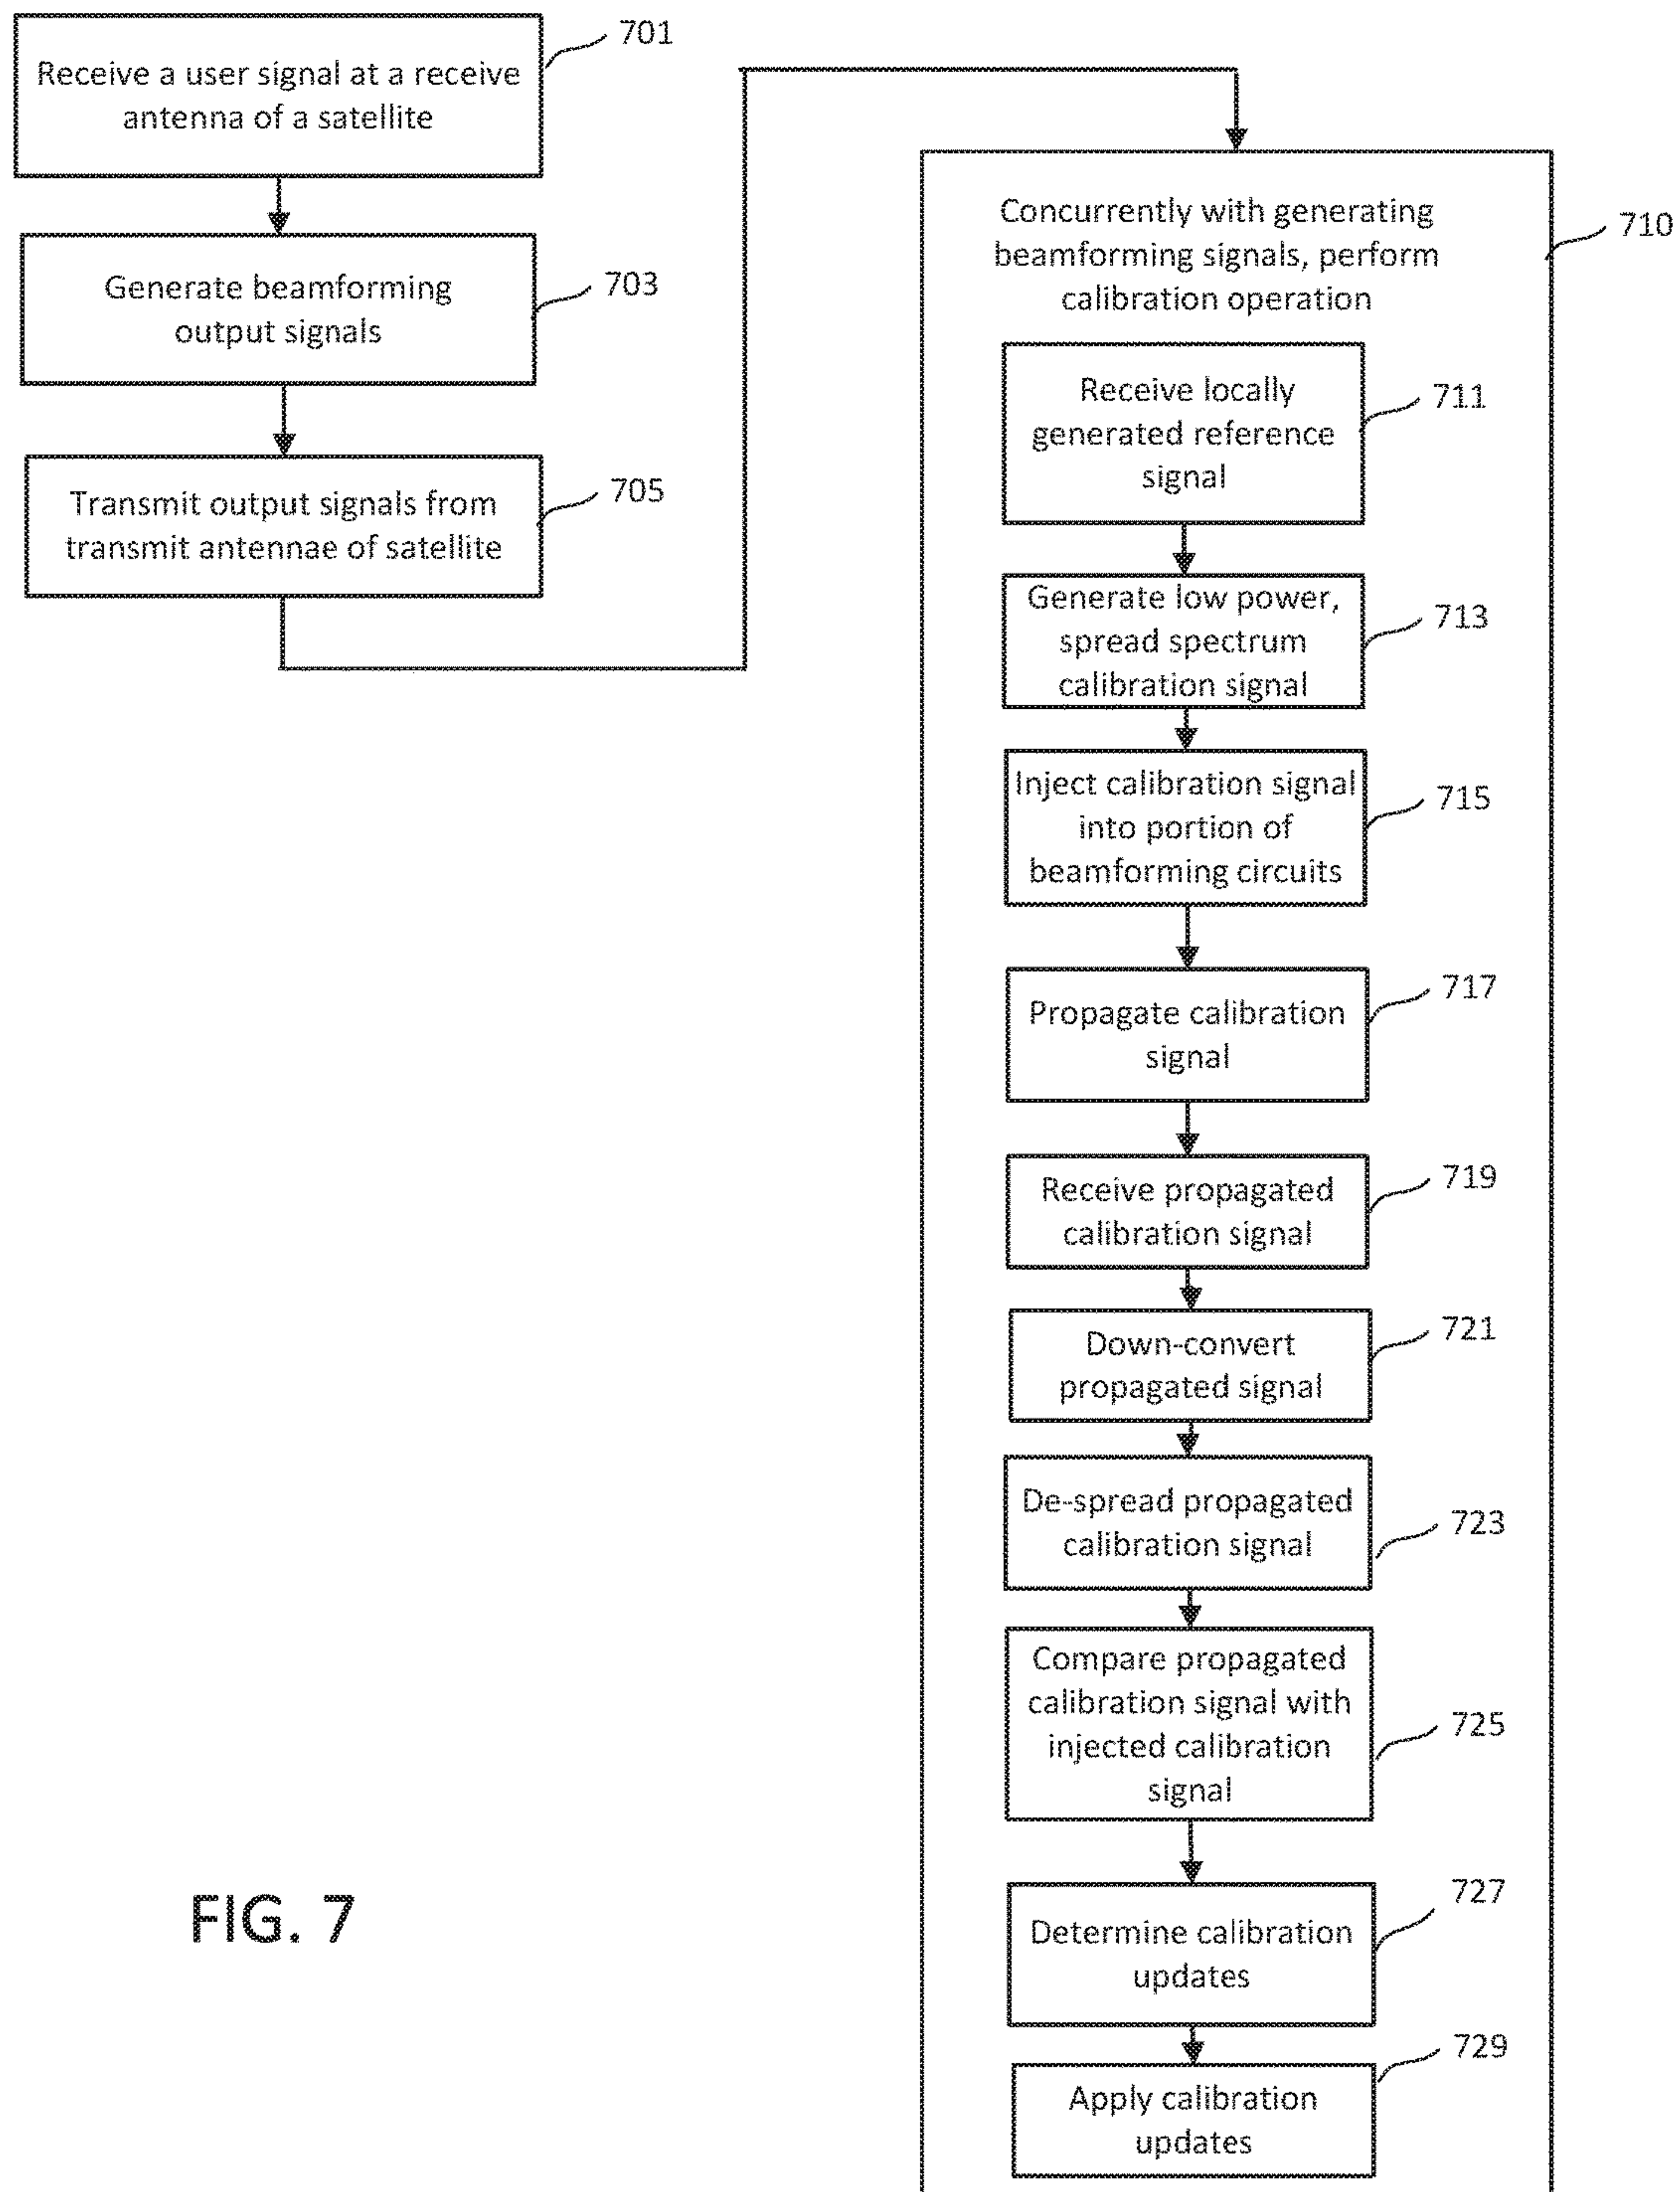 Receive a user signal at a receive
antenna of a satellite
701
Generate beamforming
output signals
703
Transmit output signals from
transmit antennae of satellite
705
Concurrently with generating
beamforming signals, perform
calibration operation
710
Receive locally
generated reference
signal
711
Generate low power,
spread spectrum
calibration signal
713
Inject calibration signal
into portion of
beamforming circuits
715
Propagate calibration
signal
717
Receive propagated
calibration signal
719
Down-convert
propagated signal
721
De-spread propagated
calibration signal
723
Compare propagated
calibration signal with
injected calibration
signal
725
Determine calibration
updates
727
Apply calibration
updates
729
FIG. 7